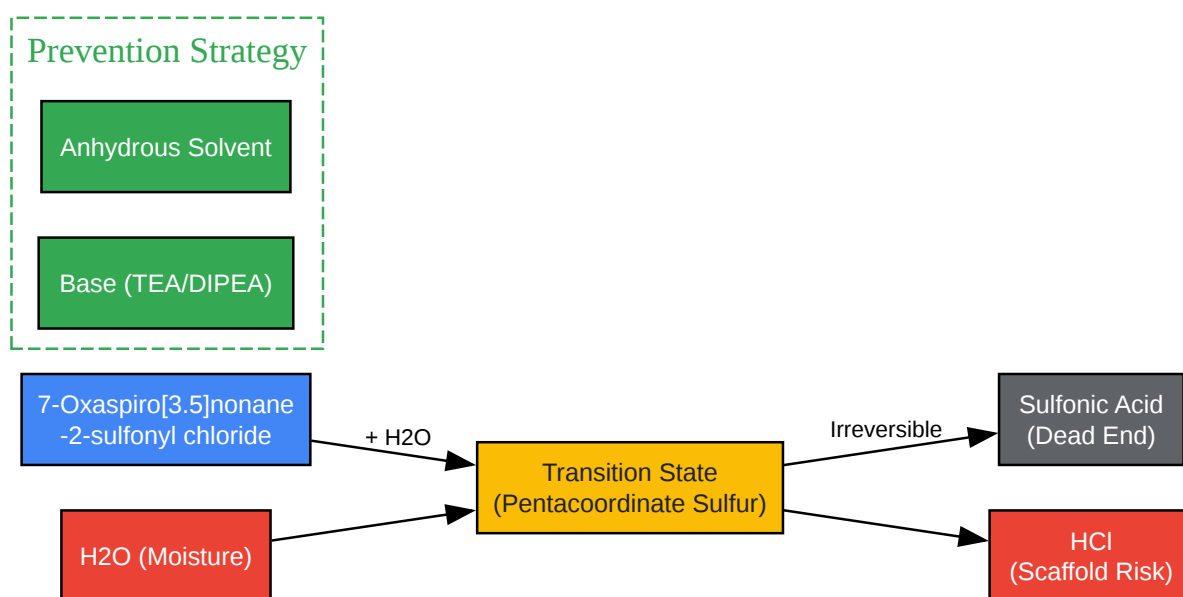 Prevention Strategy
Anhydrous Solvent
Base (TEA/DIPEA)
7-Oxaspiro[3.5]nonane
-2-sulfonyl chloride
+ H2O
H2O (Moisture)
Transition State
(Pentacoordinate Sulfur)
Irreversible
Sulfonic Acid
(Dead End)
HCl
(Scaffold Risk)